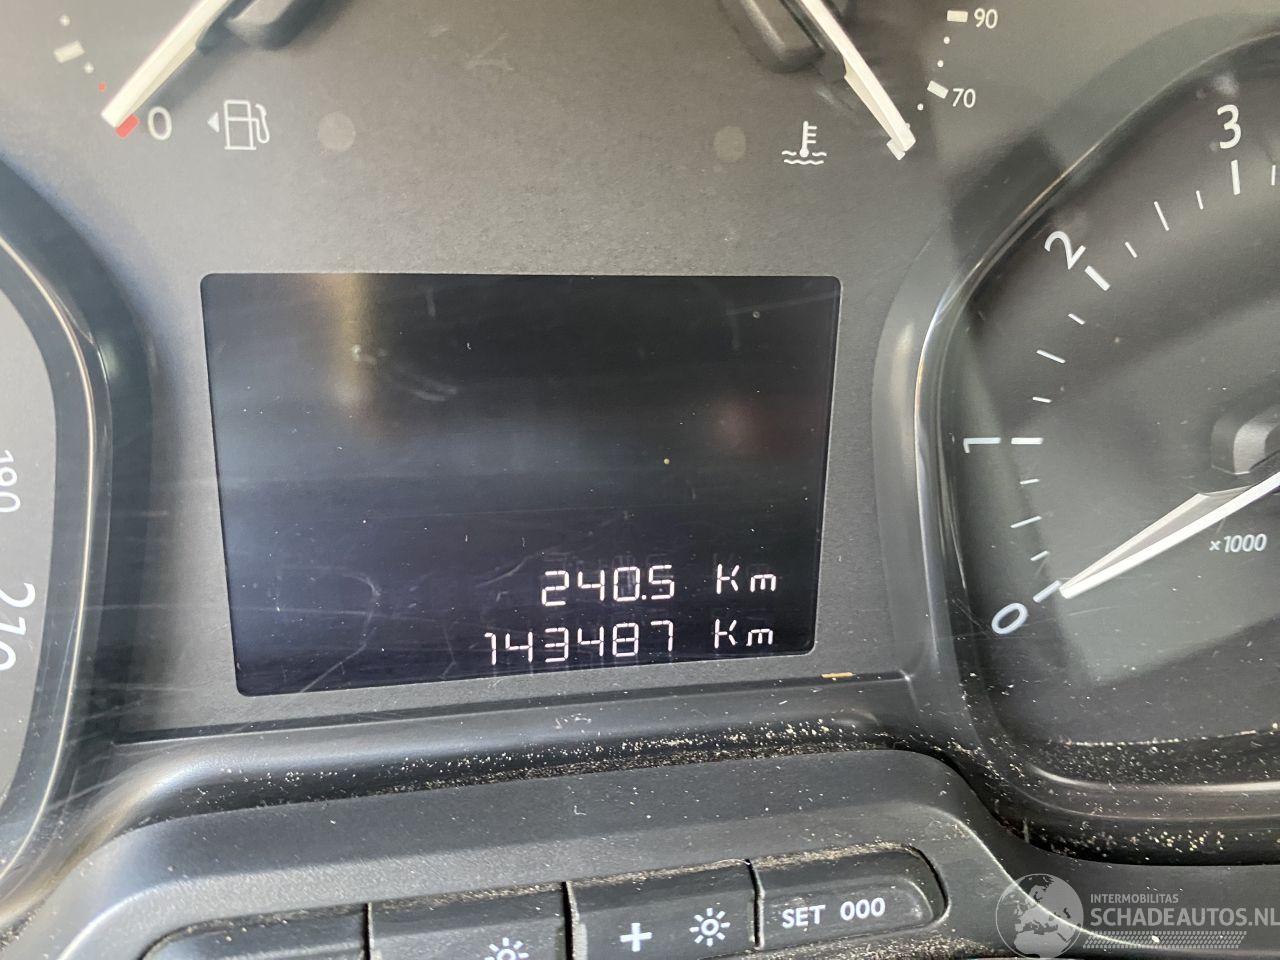 90
70
0
3
2
1
0
x1000
190
210
240.5 Km
143487 Km
+
SET 000
INTERMOBILITAS
SCHADEAUTOS.NL